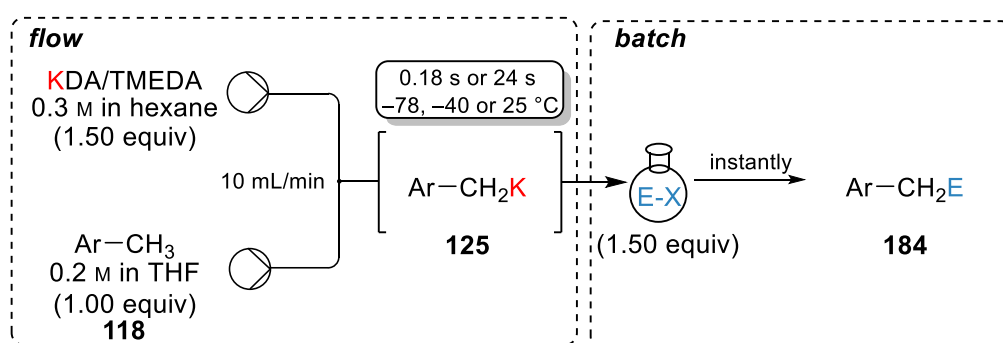 flow
batch
KDA/TMEDA
0.3 M in hexane
(1.50 equiv)
0.18 s or 24 s
–78, –40 or 25 °C
10 mL/min
Ar–CH₂K
125
Ar–CH₃
0.2 M in THF
(1.00 equiv)
118
E-X
(1.50 equiv)
instantly
Ar–CH₂E
184